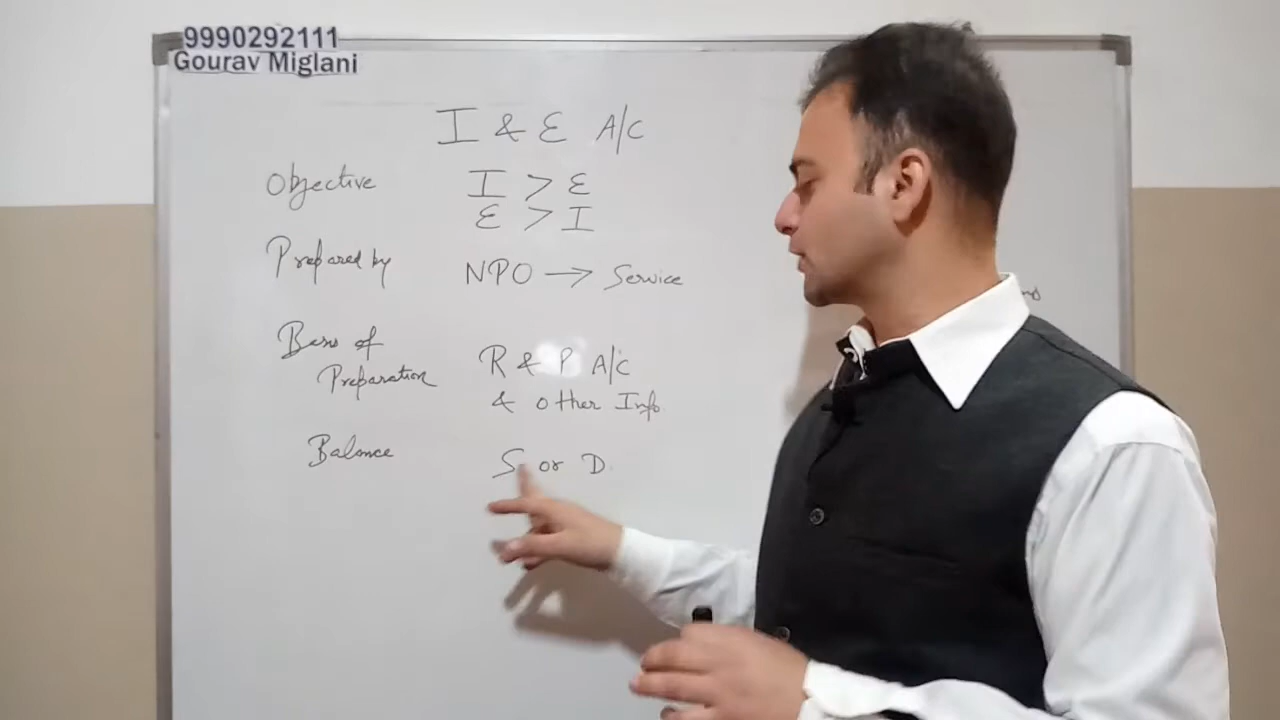 9990292111
Gourav Miglani
I & E A/C
Objective I > E
E > I
Prepared by NPO → Service
Basis of
Preparation R & P A/C
& other Info
Balance S or D